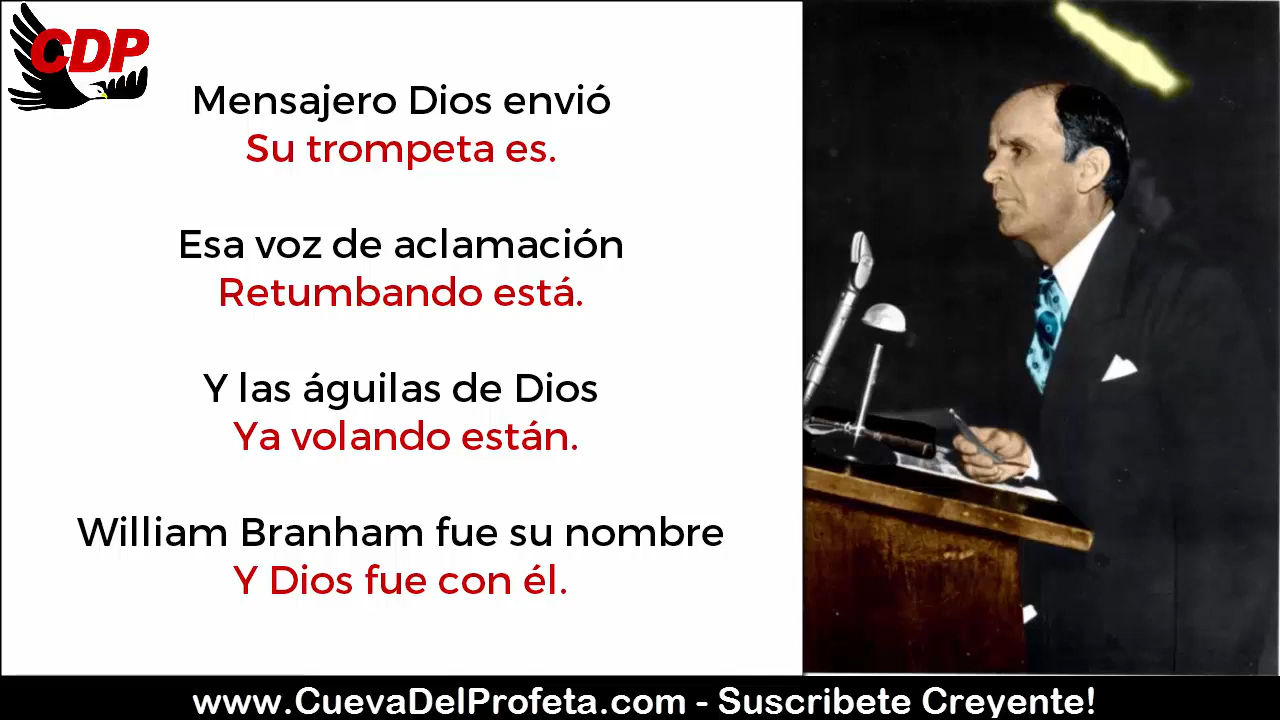 CDP
Mensajero Dios envió
Su trompeta es.
Esa voz de aclamación
Retumbando está.
Y las águilas de Dios
Ya volando están.
William Branham fue su nombre
Y Dios fue con él.
www.CuevaDelProfeta.com - Suscribete Creyente!